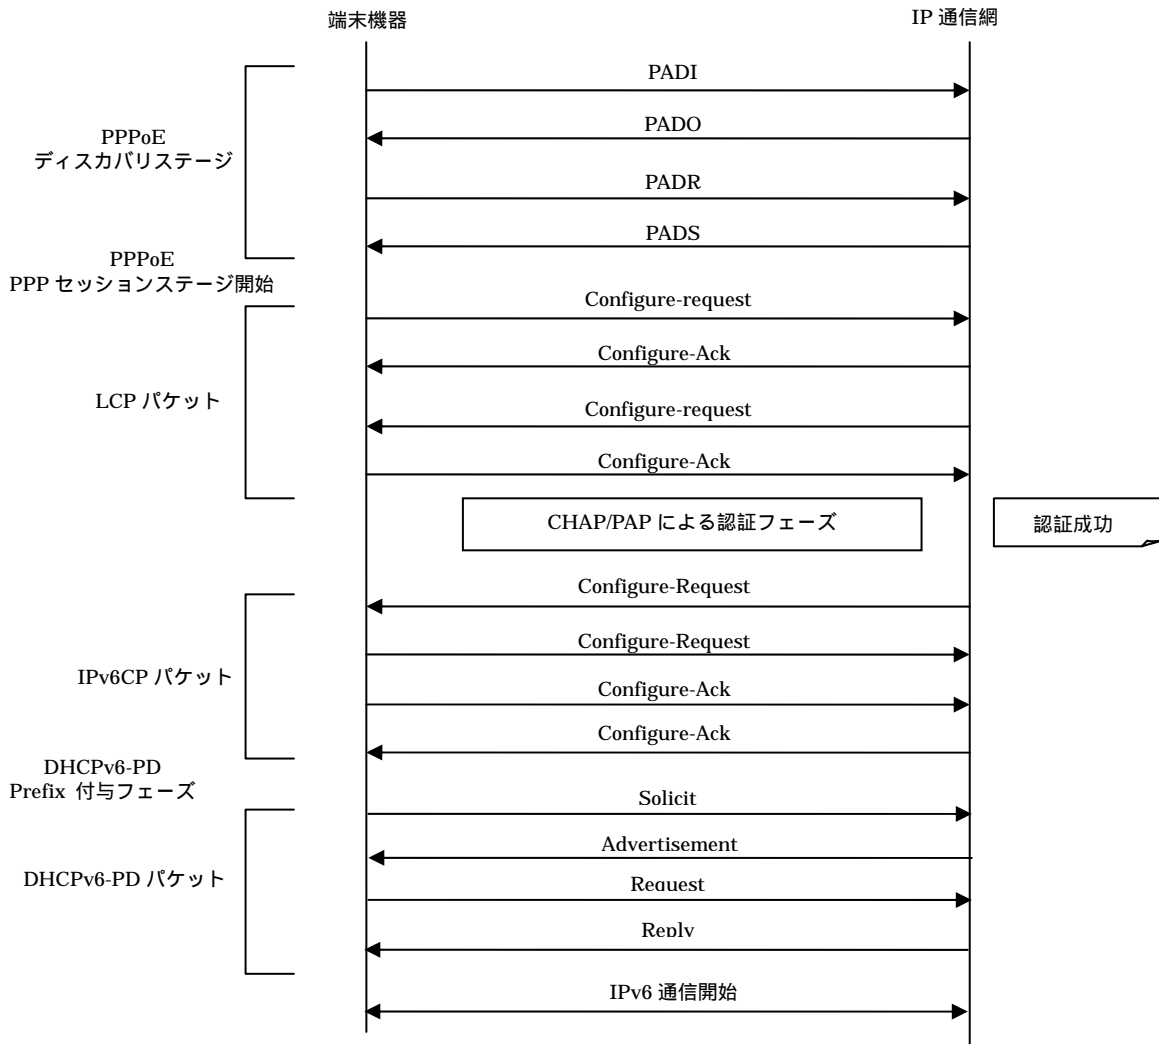 端末機器
IP 通信網
PADI
PADO
PPPoE
ディスカバリステージ
PADR
PADS
PPPoE
PPP セッションステージ開始
Configure-request
Configure-Ack
LCP パケット
Configure-request
Configure-Ack
CHAP/PAP による認証フェーズ
認証成功
Configure-Request
Configure-Request
IPv6CP パケット
Configure-Ack
Configure-Ack
DHCPv6-PD
Prefix 付与フェーズ
Solicit
Advertisement
DHCPv6-PD パケット
Request
Reply
IPv6 通信開始